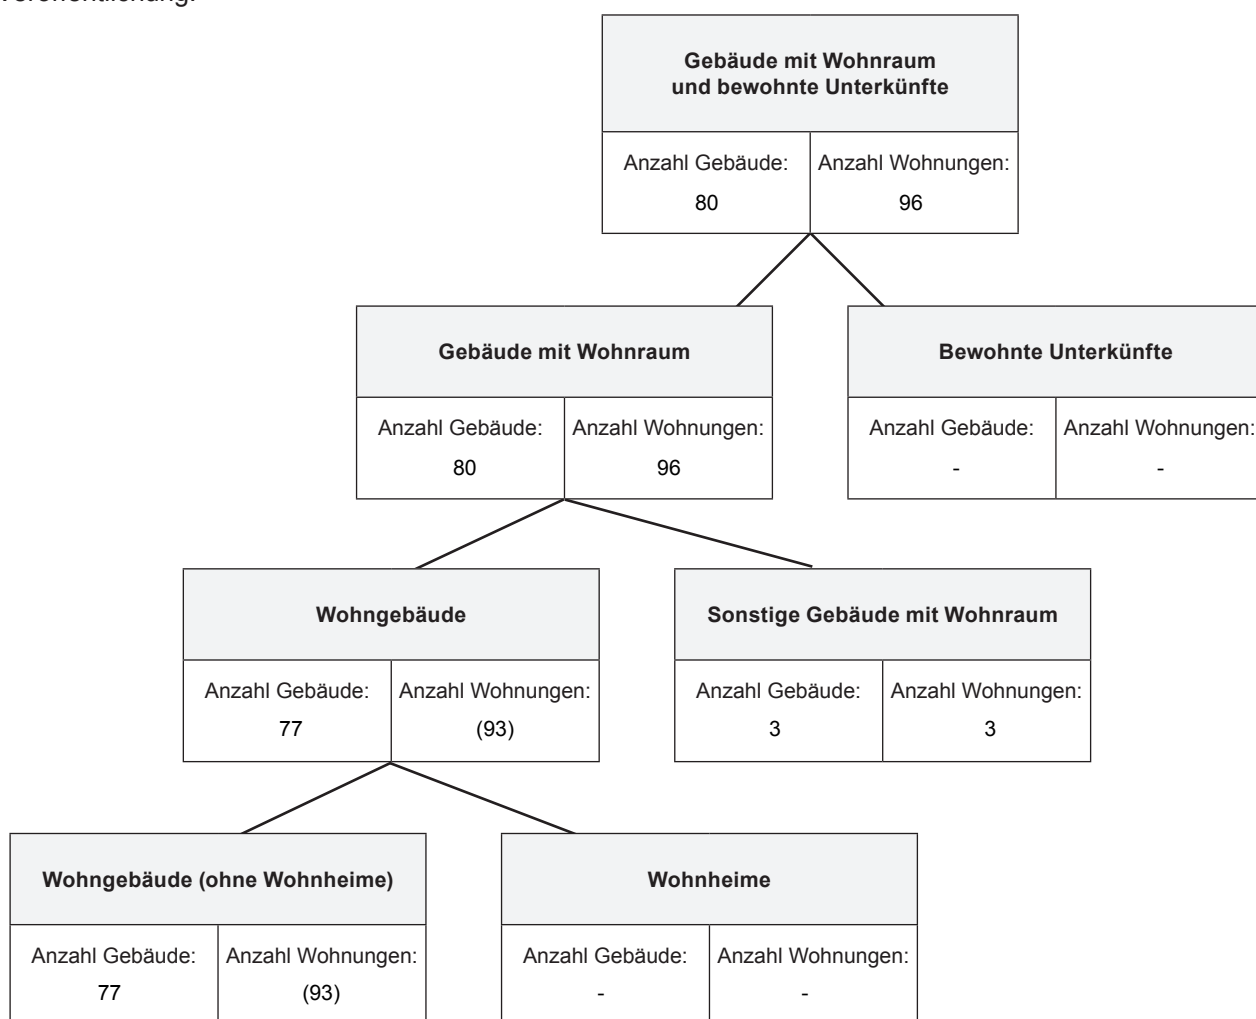 Veröffentlichung.
Gebäude mit Wohnraum
und bewohnte Unterkünfte
Anzahl Gebäude: Anzahl Wohnungen:
80 96
Gebäude mit Wohnraum Bewohnte Unterkünfte
Anzahl Gebäude: Anzahl Wohnungen: Anzahl Gebäude: Anzahl Wohnungen:
80 96 - -
Wohngebäude Sonstige Gebäude mit Wohnraum
Anzahl Gebäude: Anzahl Wohnungen: Anzahl Gebäude: Anzahl Wohnungen:
77 (93) 3 3
Wohngebäude (ohne Wohnheime) Wohnheime
Anzahl Gebäude: Anzahl Wohnungen: Anzahl Gebäude: Anzahl Wohnungen:
77 (93) - -